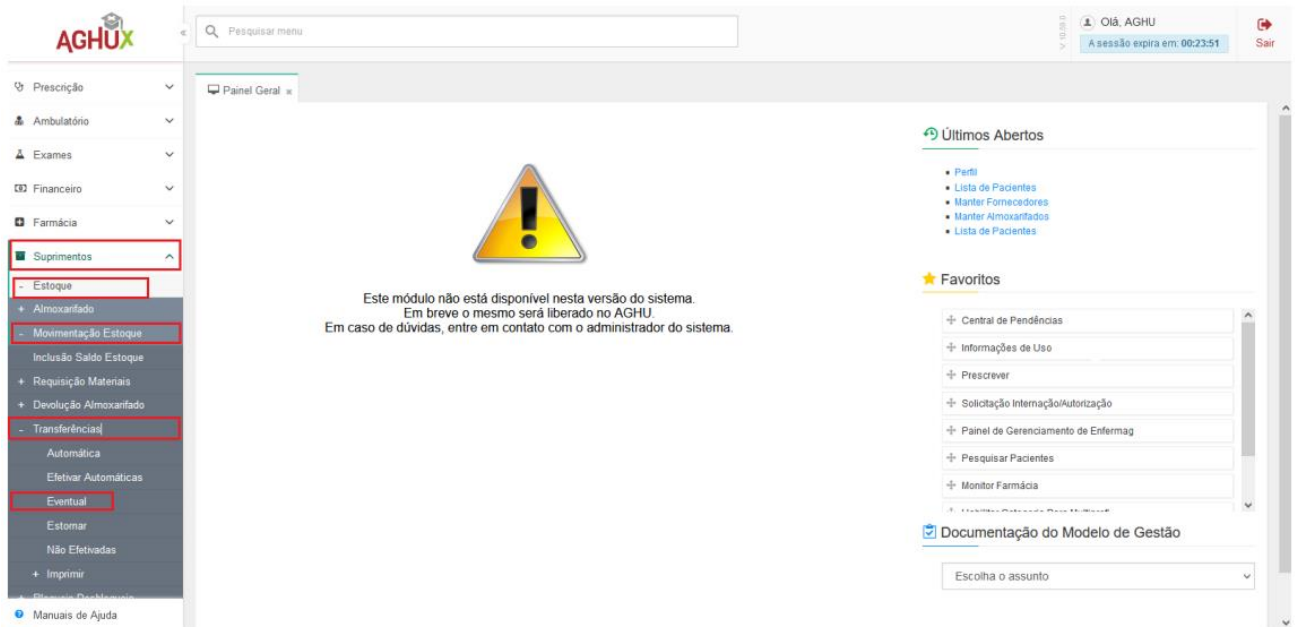 AGHUX
«
Pesquisar menu
Olá, AGHU
A sessão expira em: 00:23:51
Sair
Prescrição
Ambulatório
Exames
Financeiro
Farmácia
Suprimentos
- Estoque
+ Almoxarifado
- Movimentação Estoque
Inclusão Saldo Estoque
+ Requisição Materiais
+ Devolução Almoxarifado
- Transferências
Automática
Efetivar Automáticas
Eventual
Estornar
Não Efetivadas
+ Imprimir
Manuais de Ajuda
Painel Geral
Este módulo não está disponível nesta versão do sistema.
Em breve o mesmo será liberado no AGHU.
Em caso de dúvidas, entre em contato com o administrador do sistema.
Últimos Abertos
Perfil
Lista de Pacientes
Manter Fornecedores
Manter Almoxarifados
Lista de Pacientes
Favoritos
Central de Pendências
Informações de Uso
Prescrever
Solicitação Internação/Autorização
Painel de Gerenciamento de Enfermag
Pesquisar Pacientes
Monitor Farmácia
Documentação do Modelo de Gestão
Escolha o assunto